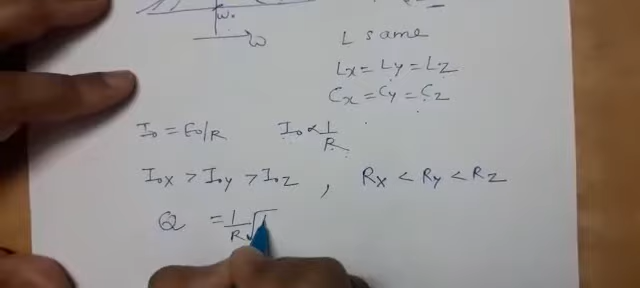 ω₀
ω
L same
Lx = Ly = Lz
Cx = Cy = Cz
I₀ = E₀/R I₀ ∝ 1/R
I₀x > I₀y > I₀z , Rx < Ry < Rz
Q = 1/R √